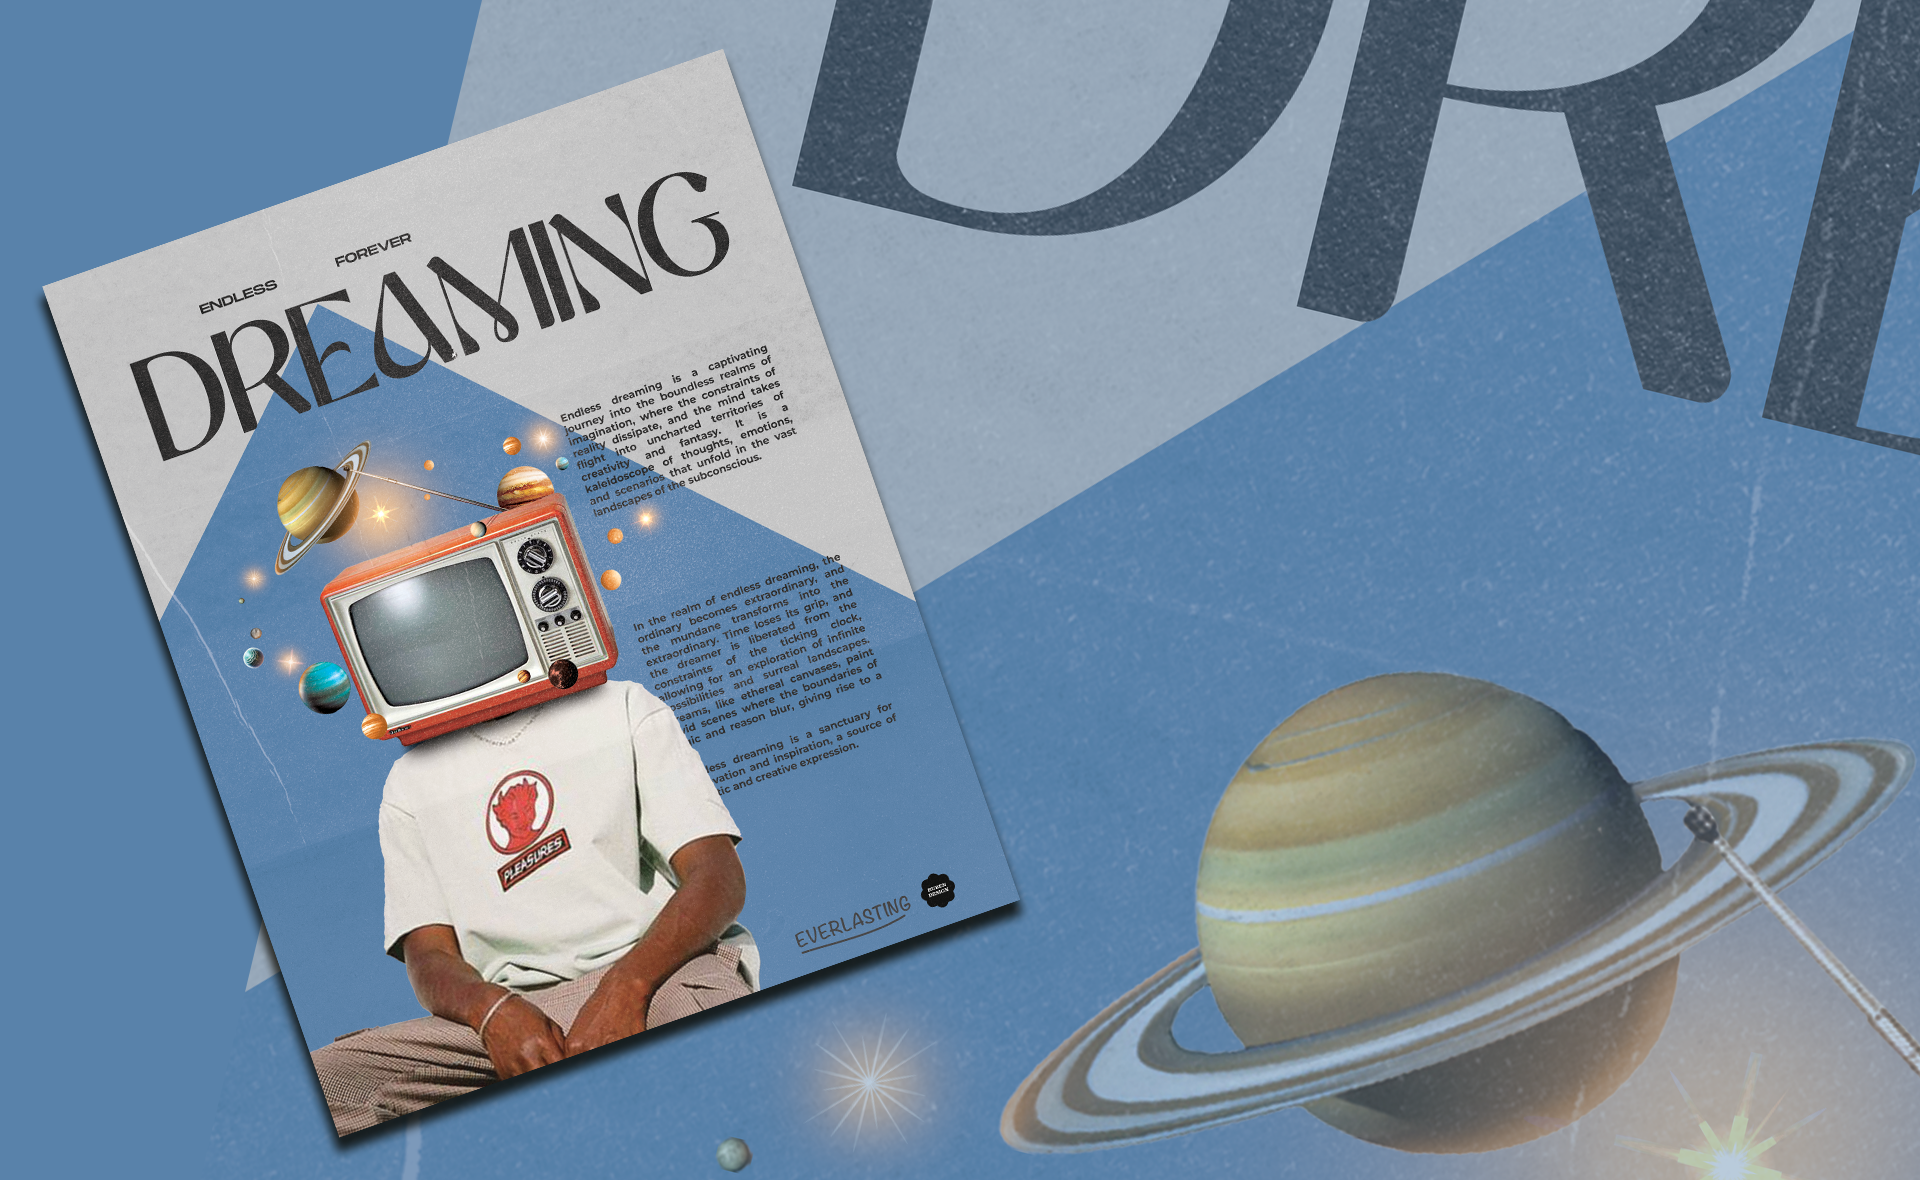 ENDLESS
FOREVER
DREAMING
Endless dreaming is a captivating
journey into the boundless realms of
imagination, where the constraints of
reality dissipate, and the mind takes
flight into uncharted territories of
creativity and fantasy. It is a
kaleidoscope of thoughts, emotions,
and scenarios that unfold in the vast
landscapes of the subconscious.
In the realm of endless dreaming, the
ordinary becomes extraordinary, and
the mundane transforms into the
extraordinary. Time loses its grip, and
the dreamer is liberated from the
constraints of the ticking clock,
allowing for an exploration of infinite
ossibilities and surreal landscapes.
reams, like ethereal canvases, paint
id scenes where the boundaries of
ic and reason blur, giving rise to a
less dreaming is a sanctuary for
vation and inspiration, a source of
tic and creative expression.
PLEASURES
EVERLASTING
RUBEN
DESIGN
DRE